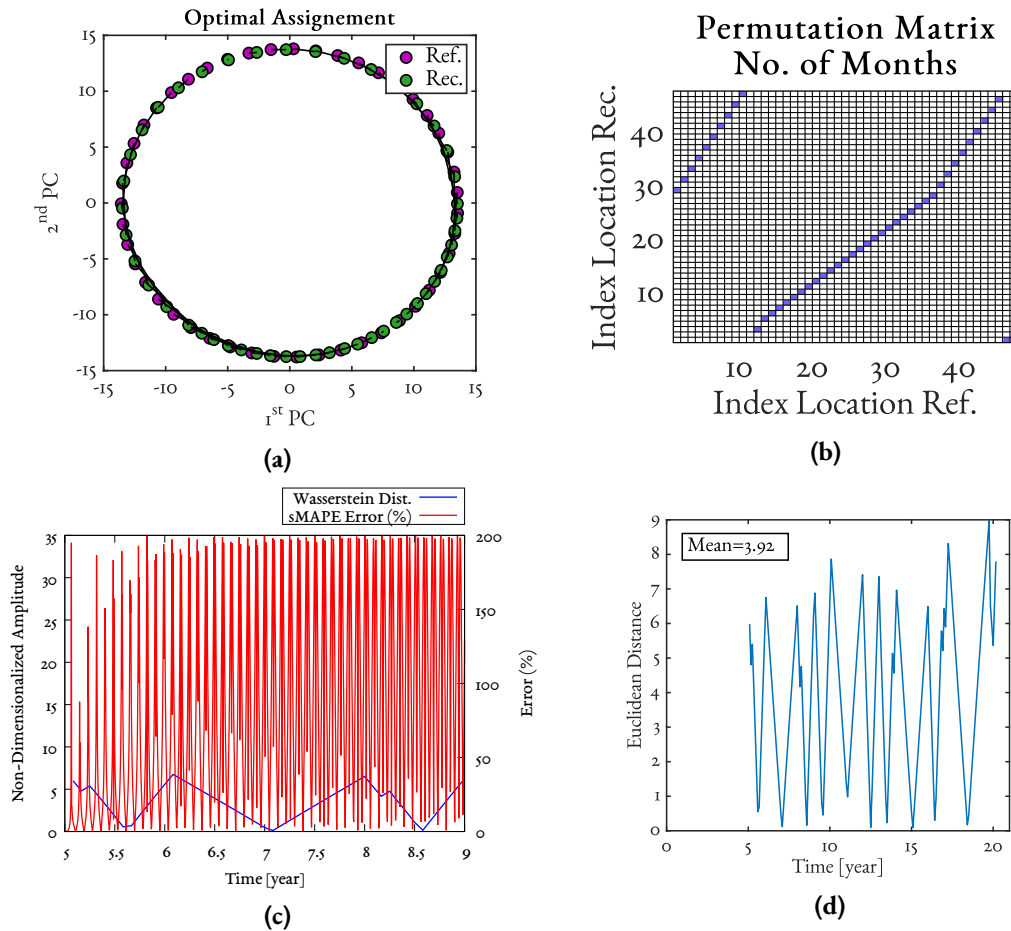 Optimal Assignement
Ref.
Rec.
15
10
5
0
-5
-10
-15
2nd PC
-15 -10 -5 0 5 10 15
1st PC
(a)
Permutation Matrix
No. of Months
Index Location Rec.
40
30
20
10
10 20 30 40
Index Location Ref.
(b)
Wasserstein Dist.
sMAPE Error (%)
Non-Dimensionalized Amplitude
35
30
25
20
15
10
5
0
200
150
100
50
0
Error (%)
5 5.5 6 6.5 7 7.5 8 8.5 9
Time [year]
(c)
Mean=3.92
Euclidean Distance
9
8
7
6
5
4
3
2
1
0
0 5 10 15 20
Time [year]
(d)